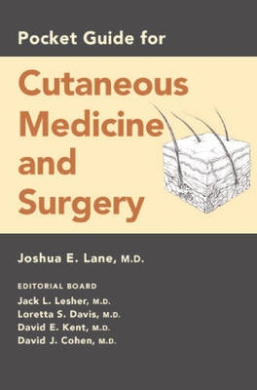 Pocket Guide for
Cutaneous
Medicine
and
Surgery
Joshua E. Lane, M.D.
EDITORIAL BOARD
Jack L. Lesher, M.D.
Loretta S. Davis, M.D.
David E. Kent, M.D.
David J. Cohen, M.D.